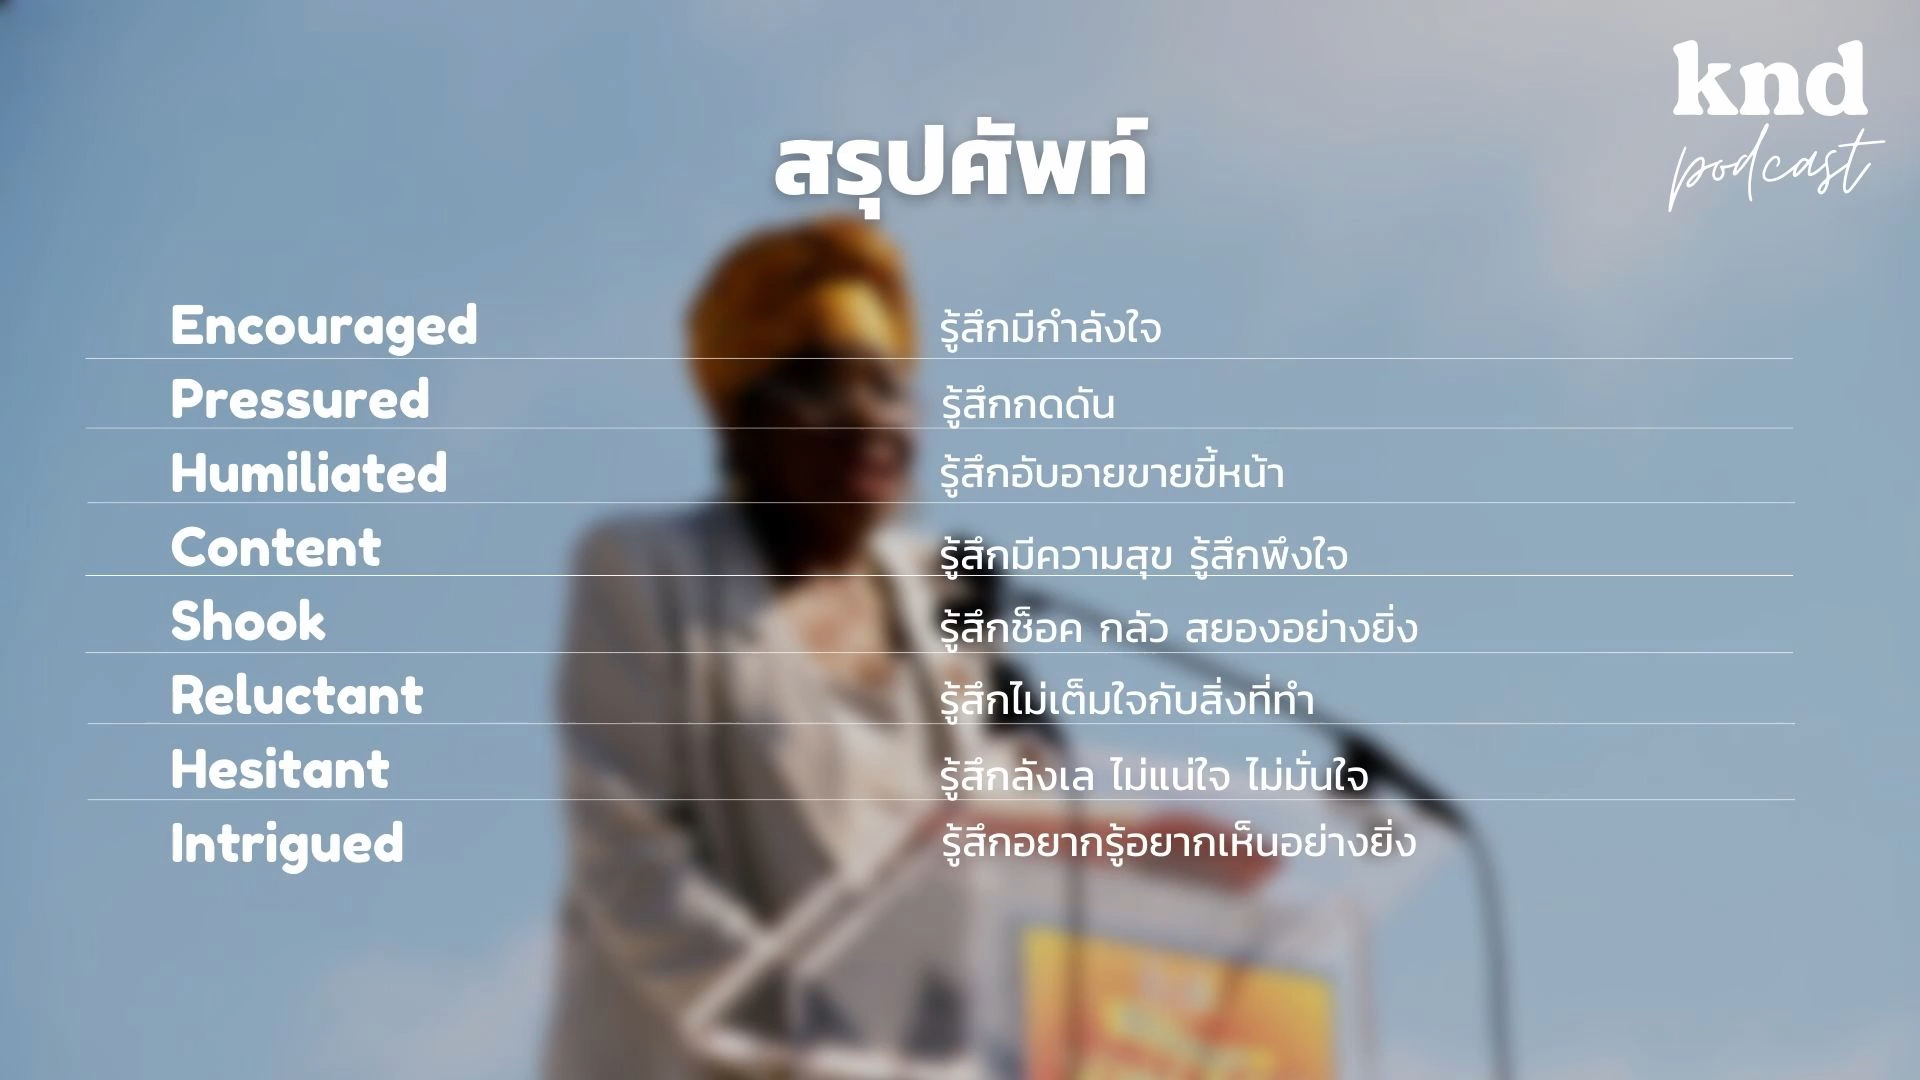 knd
podcast
สรุปศัพท์
Encouraged รู้สึกมีกำลังใจ
Pressured รู้สึกกดดัน
Humiliated รู้สึกอับอายขายขี้หน้า
Content รู้สึกมีความสุข รู้สึกพึงใจ
Shook รู้สึกช็อค กลัว สยองอย่างยิ่ง
Reluctant รู้สึกไม่เต็มใจกับสิ่งที่ทำ
Hesitant รู้สึกลังเล ไม่แน่ใจ ไม่มั่นใจ
Intrigued รู้สึกอยากรู้อยากเห็นอย่างยิ่ง